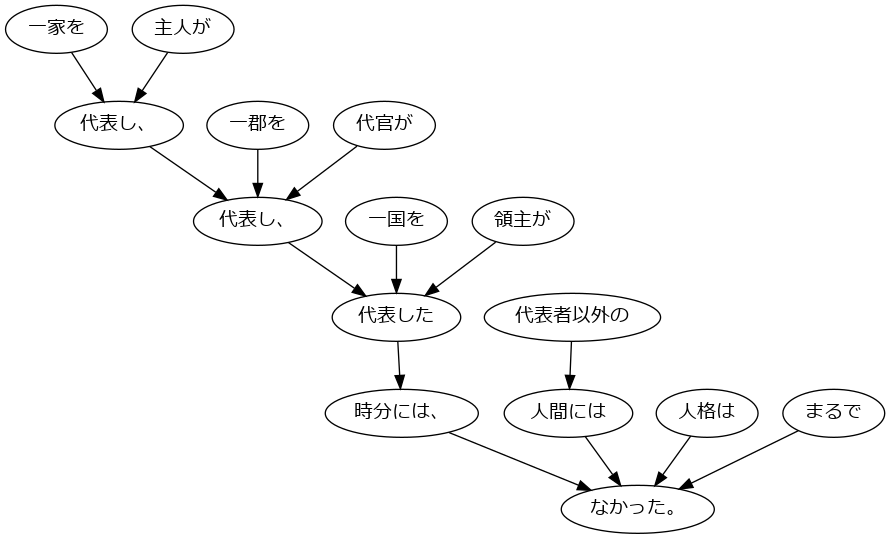 一家を 主人が
代表し、 一郡を 代官が
代表し、 一国を 領主が
代表した 代表者以外の
時分には、 人間には 人格は まるで
なかった。